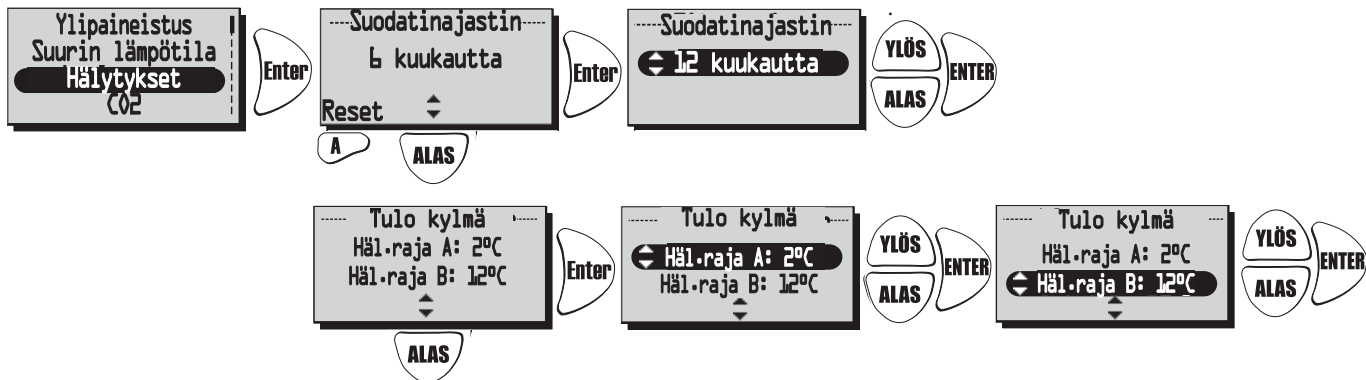 Ylipaineistus
Suurin lämpötila
Hälytykset
CO2
Enter
Suodatinajastin
6 kuukautta
Reset
A
ALAS
Enter
Suodatinajastin
12 kuukautta
YLÖS
ALAS
ENTER
Tulo kylmä
Häl.raja A: 2ºC
Häl.raja B: 12ºC
ALAS
Enter
Tulo kylmä
Häl.raja A: 2ºC
Häl.raja B: 12ºC
YLÖS
ALAS
ENTER
Tulo kylmä
Häl.raja A: 2ºC
Häl.raja B: 12ºC
YLÖS
ALAS
ENTER